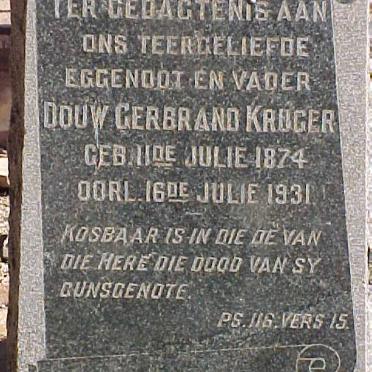 TER GEDAGTENIS AAN
ONS TEERGELIEFDE
EGGENOOT EN VADER
DOUW GERBRAND KRUGER
GEB. 11DE JULIE 1874
OORL. 16DE JULIE 1931
KOSBAAR IS IN DIE OË VAN
DIE HERE DIE DOOD VAN SY
GUNSGENOTE.
PS. 116. VERS 15.